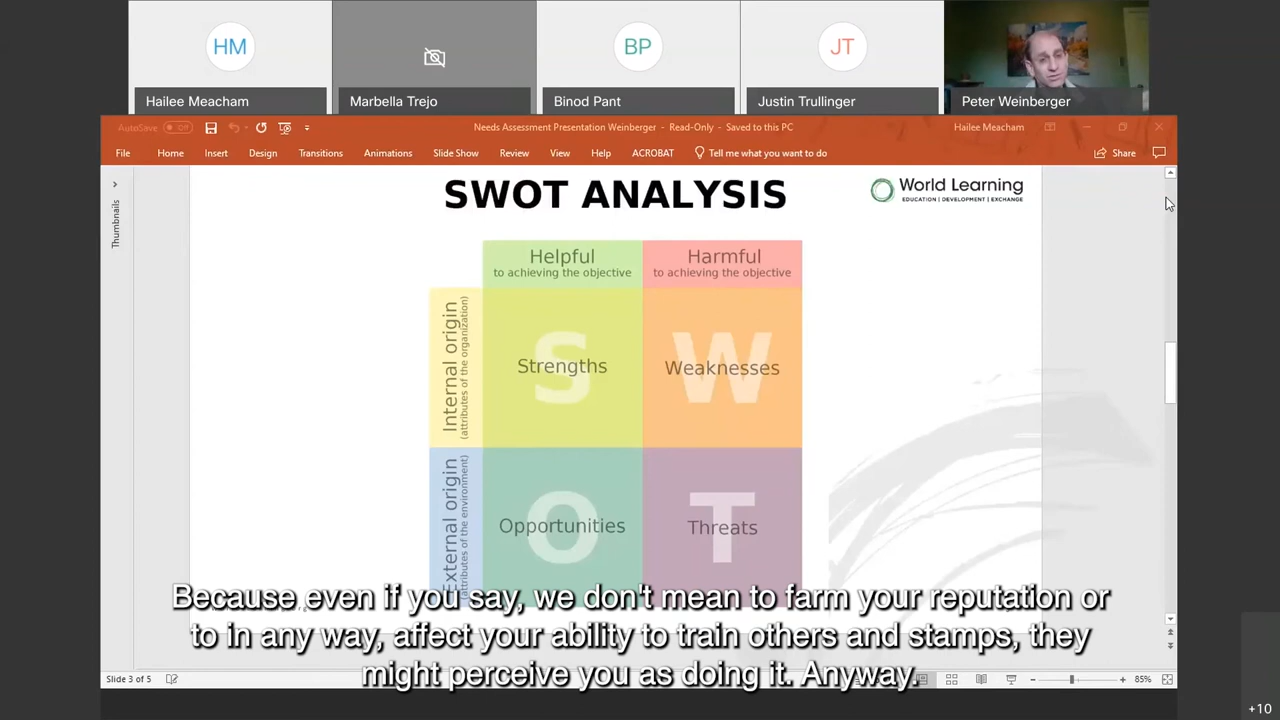 HM
BP
JT
Hailee Meacham
Marbella Trejo
Binod Pant
Justin Trullinger
Peter Weinberger
AutoSave Off
Needs Assessment Presentation Weinberger - Read-Only - Saved to this PC
Hailee Meacham
File Home Insert Design Transitions Animations Slide Show Review View Help ACROBAT Tell me what you want to do Share
Thumbnails
SWOT ANALYSIS
World Learning
EDUCATION | DEVELOPMENT | EXCHANGE
Helpful
to achieving the objective
Harmful
to achieving the objective
Internal origin
(attributes of the organization)
S
Strengths
W
Weaknesses
External origin
(attributes of the environment)
O
Opportunities
T
Threats
Because even if you say, we don't mean to farm your reputation or
to in any way, affect your ability to train others and stamps, they
might perceive you as doing it. Anyway.
Slide 3 of 5
85%
+10